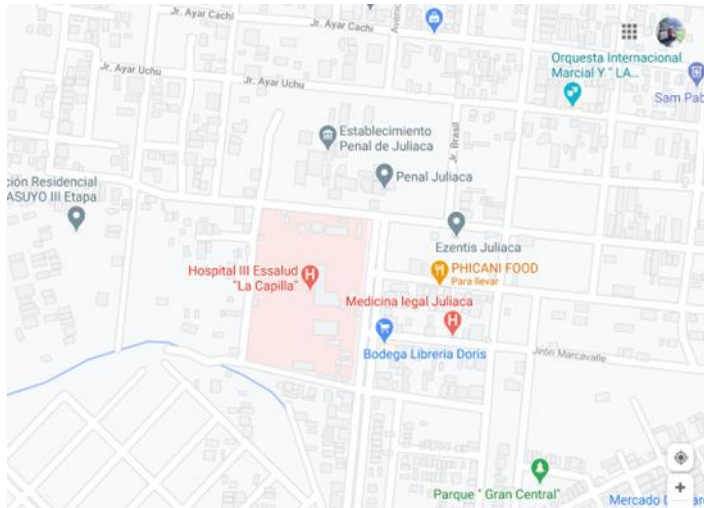 Jr. Ayar Cachi
Jr. Ayar Cachi
Jr. Ayar Uchu
Jr. Ayar Uchu
Orquesta Internacional
Marcial Y " LA...
Sam Pab
Establecimiento
Penal de Juliaca
Jr. Brasil
Penal Juliaca
ción Residencial
ASUYO III Etapa
Ezentis Juliaca
Hospital III Essalud
"La Capilla"
PHICANI FOOD
Para llevar
Medicina legal Juliaca
Bodega Libreria Doris
Jirón Marcavalle
Parque " Gran Central"
Mercado